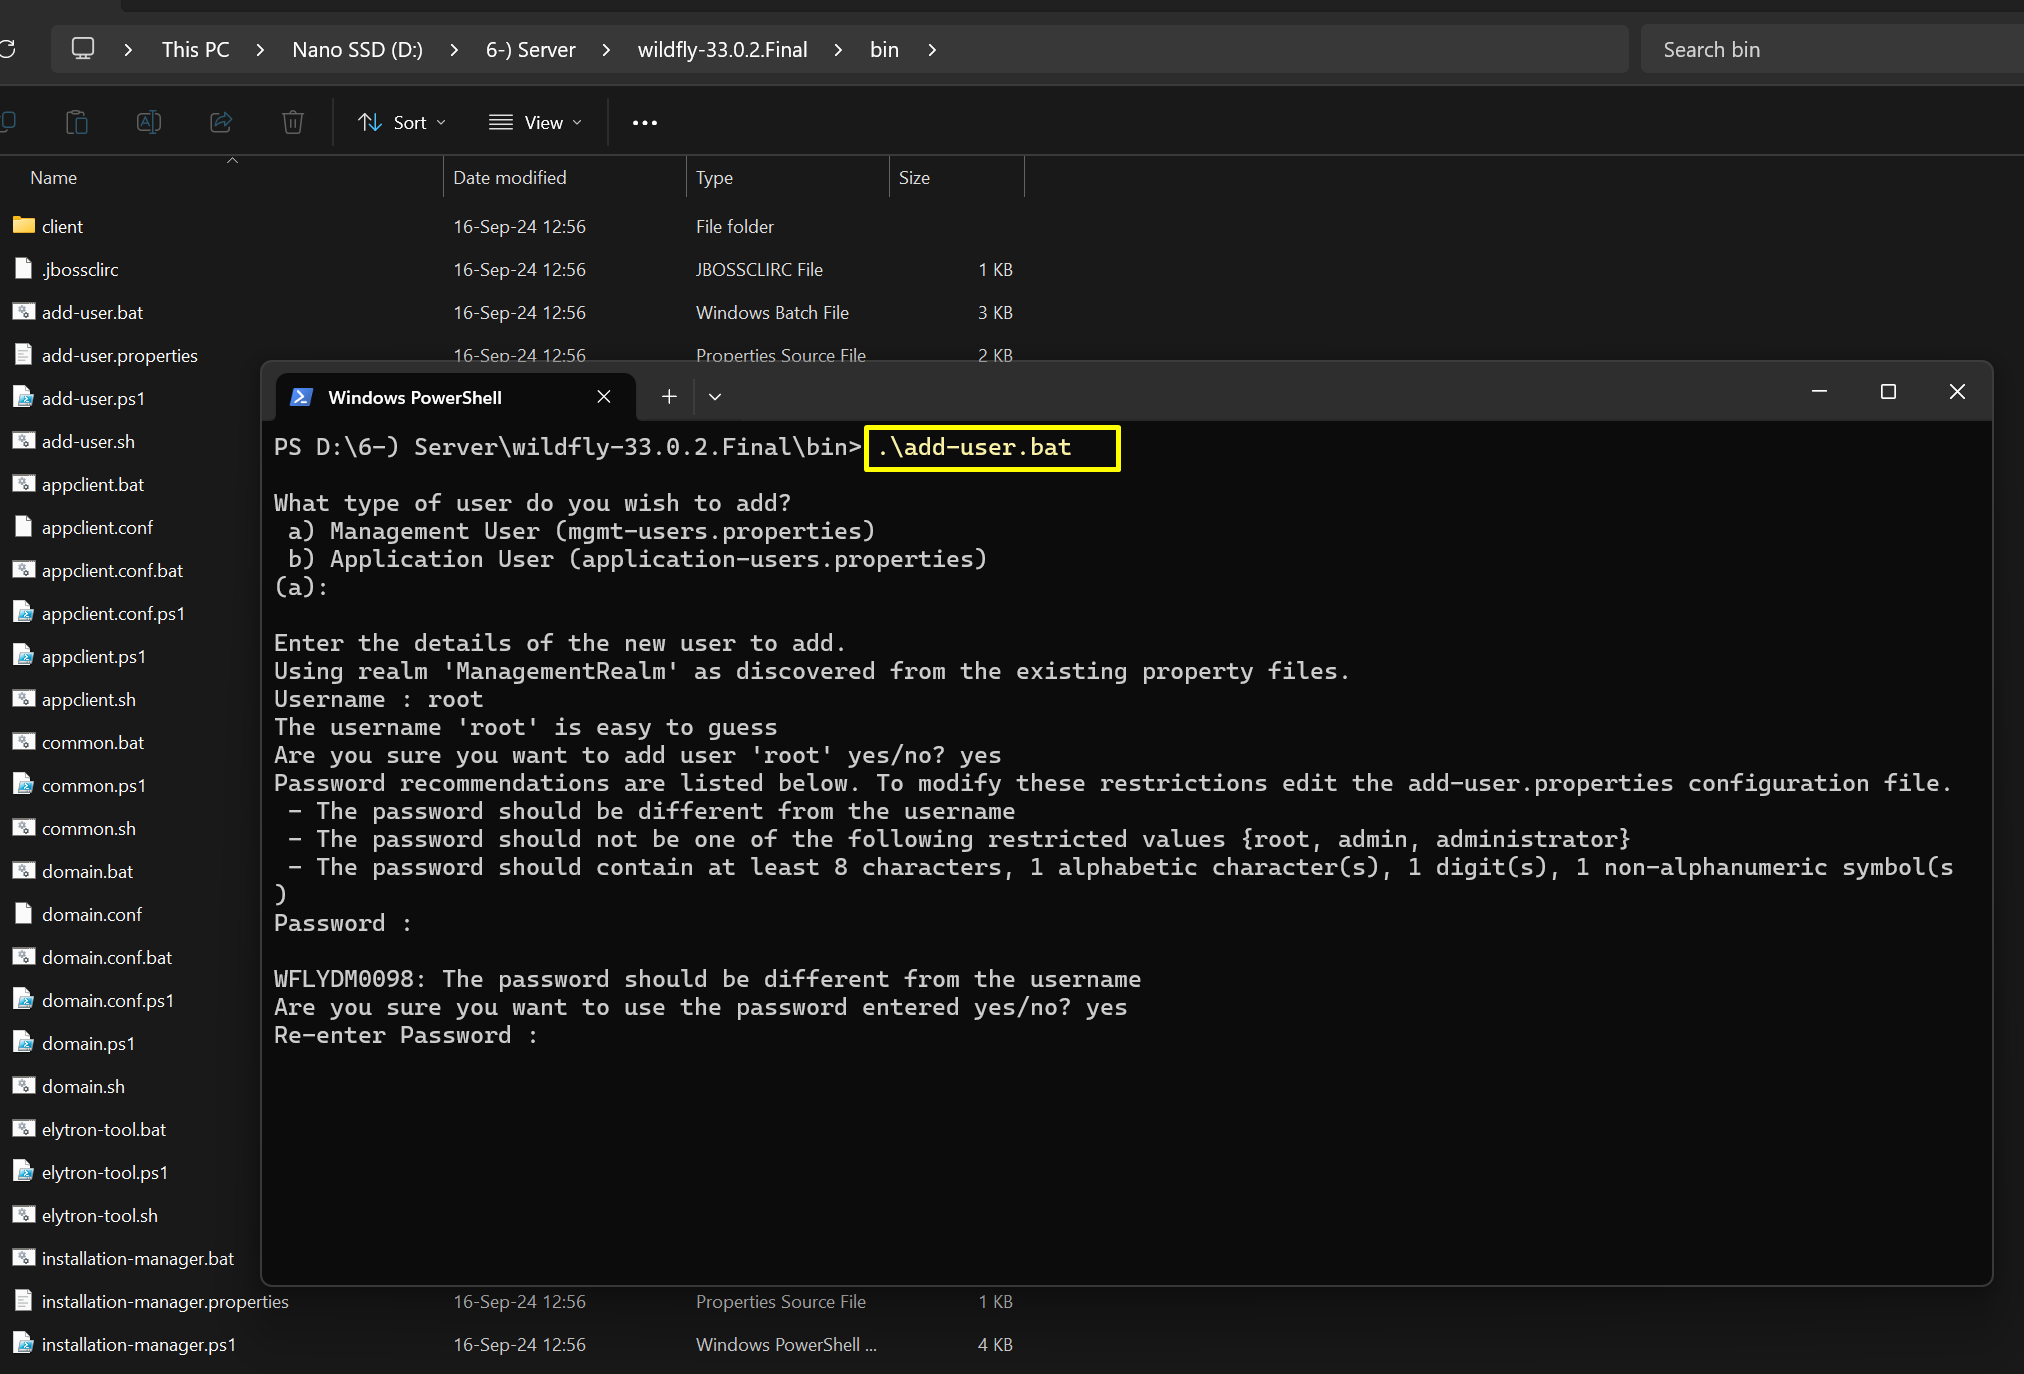 This PC > Nano SSD (D:) > 6-) Server > wildfly-33.0.2.Final > bin >
Search bin
Sort
View
Name
Date modified
Type
Size
client 16-Sep-24 12:56 File folder
.jbossclirc 16-Sep-24 12:56 JBOSSCLIRC File 1 KB
add-user.bat 16-Sep-24 12:56 Windows Batch File 3 KB
add-user.properties 16-Sep-24 12:56 Properties Source File 2 KB
add-user.ps1
add-user.sh
appclient.bat
appclient.conf
appclient.conf.bat
appclient.conf.ps1
appclient.ps1
appclient.sh
common.bat
common.ps1
common.sh
domain.bat
domain.conf
domain.conf.bat
domain.conf.ps1
domain.ps1
domain.sh
elytron-tool.bat
elytron-tool.ps1
elytron-tool.sh
installation-manager.bat
installation-manager.properties 16-Sep-24 12:56 Properties Source File 1 KB
installation-manager.ps1 16-Sep-24 12:56 Windows PowerShell ... 4 KB
Windows PowerShell
PS D:\6-) Server\wildfly-33.0.2.Final\bin> .\add-user.bat
What type of user do you wish to add?
a) Management User (mgmt-users.properties)
b) Application User (application-users.properties)
(a):
Enter the details of the new user to add.
Using realm 'ManagementRealm' as discovered from the existing property files.
Username : root
The username 'root' is easy to guess
Are you sure you want to add user 'root' yes/no? yes
Password recommendations are listed below. To modify these restrictions edit the add-user.properties configuration file.
- The password should be different from the username
- The password should not be one of the following restricted values {root, admin, administrator}
- The password should contain at least 8 characters, 1 alphabetic character(s), 1 digit(s), 1 non-alphanumeric symbol(s
)
Password :
WFLYDM0098: The password should be different from the username
Are you sure you want to use the password entered yes/no? yes
Re-enter Password :